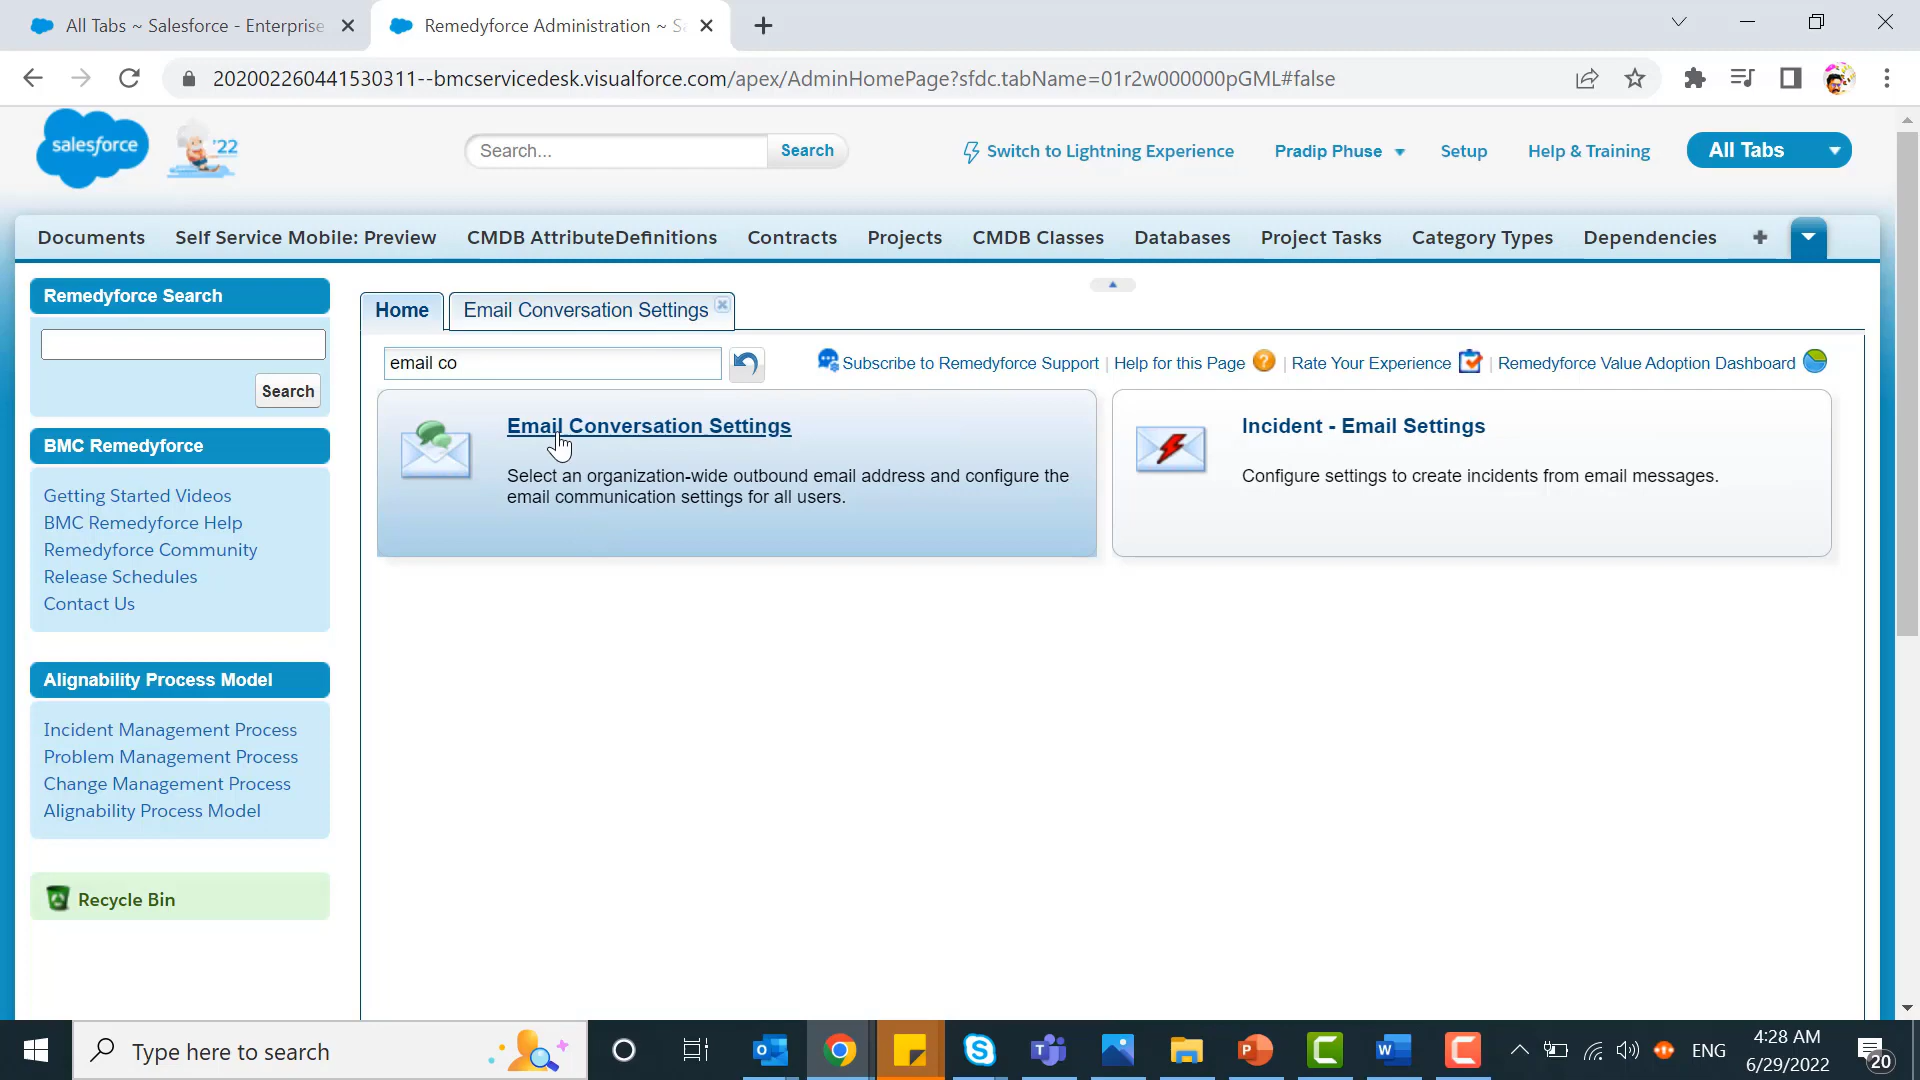 All Tabs ~ Salesforce - Enterprise
Remedyforce Administration ~ S
202002260441530311--bmcservicedesk.visualforce.com/apex/AdminHomePage?sfdc.tabName=01r2w000000pGML#false
salesforce
'22
Search...
Search
Switch to Lightning Experience
Pradip Phuse
Setup
Help & Training
All Tabs
Documents
Self Service Mobile: Preview
CMDB AttributeDefinitions
Contracts
Projects
CMDB Classes
Databases
Project Tasks
Category Types
Dependencies
Remedyforce Search
Search
BMC Remedyforce
Getting Started Videos
BMC Remedyforce Help
Remedyforce Community
Release Schedules
Contact Us
Alignability Process Model
Incident Management Process
Problem Management Process
Change Management Process
Alignability Process Model
Recycle Bin
Home
Email Conversation Settings
email co
Subscribe to Remedyforce Support | Help for this Page
| Rate Your Experience
| Remedyforce Value Adoption Dashboard
Email Conversation Settings
Select an organization-wide outbound email address and configure the
email communication settings for all users.
Incident - Email Settings
Configure settings to create incidents from email messages.
Type here to search
ENG
4:28 AM
6/29/2022
20